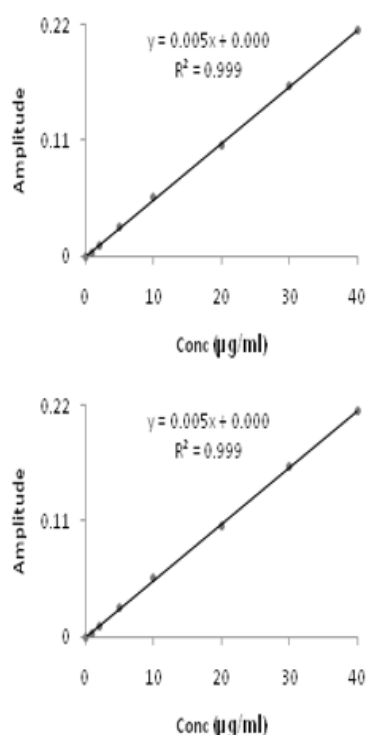 0.22
y = 0.005x + 0.000
R² = 0.999
Amplitude
0.11
0
0 10 20 30 40
Conc (µg/ml)
0.22
y = 0.005x + 0.000
R² = 0.999
Amplitude
0.11
0
0 10 20 30 40
Conc (µg/ml)